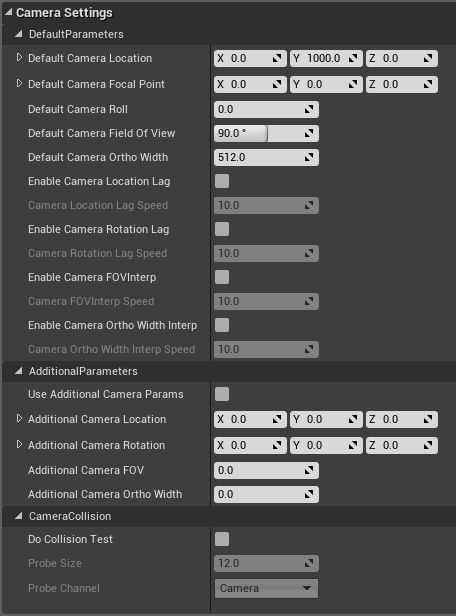 Camera Settings
DefaultParameters
Default Camera Location X 0.0 Y 1000.0 Z 0.0
Default Camera Focal Point X 0.0 Y 0.0 Z 0.0
Default Camera Roll 0.0
Default Camera Field Of View 90.0 °
Default Camera Ortho Width 512.0
Enable Camera Location Lag
Camera Location Lag Speed 10.0
Enable Camera Rotation Lag
Camera Rotation Lag Speed 10.0
Enable Camera FOVInterp
Camera FOVInterp Speed 10.0
Enable Camera Ortho Width Interp
Camera Ortho Width Interp Speed 10.0
AdditionalParameters
Use Additional Camera Params
Additional Camera Location X 0.0 Y 0.0 Z 0.0
Additional Camera Rotation X 0.0 Y 0.0 Z 0.0
Additional Camera FOV 0.0
Additional Camera Ortho Width 0.0
CameraCollision
Do Collision Test
Probe Size 12.0
Probe Channel Camera